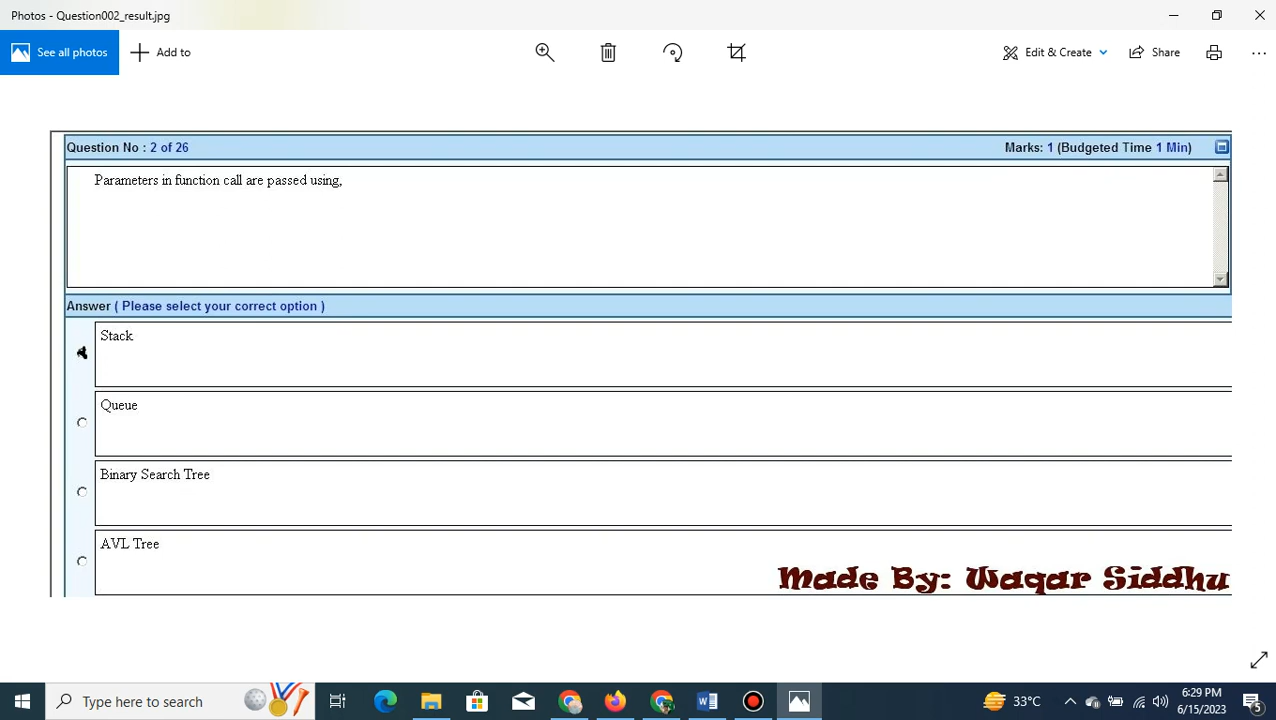 Photos - Question002_result.jpg
See all photos
Add to
Edit & Create
Share
Question No : 2 of 26
Marks: 1 (Budgeted Time 1 Min)
Parameters in function call are passed using,
Answer ( Please select your correct option )
Stack
Queue
Binary Search Tree
AVL Tree
Made By: Waqar Siddhu
Type here to search
33°C
6:29 PM
6/15/2023
5